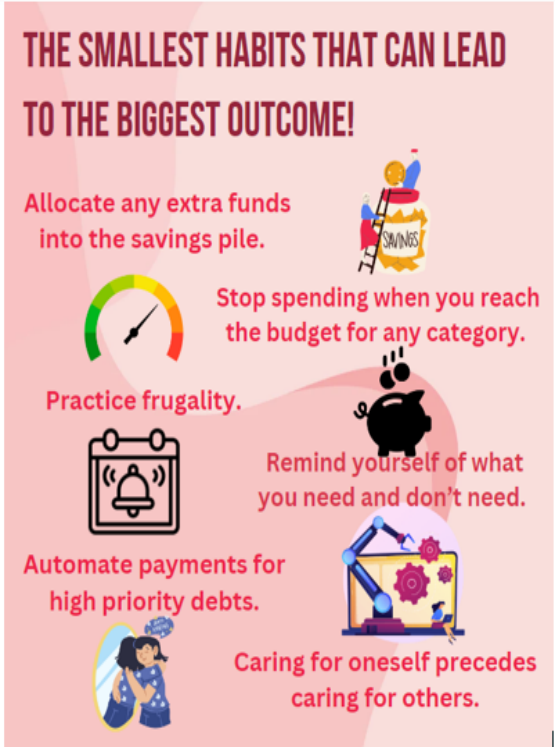 THE SMALLEST HABITS THAT CAN LEAD
TO THE BIGGEST OUTCOME!
Allocate any extra funds
into the savings pile.
SAVINGS
Stop spending when you reach
the budget for any category.
Practice frugality.
Remind yourself of what
you need and don't need.
Automate payments for
high priority debts.
Caring for oneself precedes
caring for others.